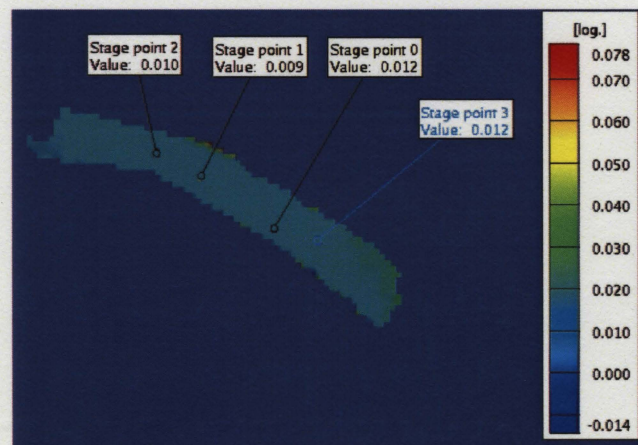 Stage point 2
Value: 0.010
Stage point 1
Value: 0.009
Stage point 0
Value: 0.012
Stage point 3
Value: 0.012
[log.]
0.078
0.070
0.060
0.050
0.040
0.030
0.020
0.010
0.000
-0.014